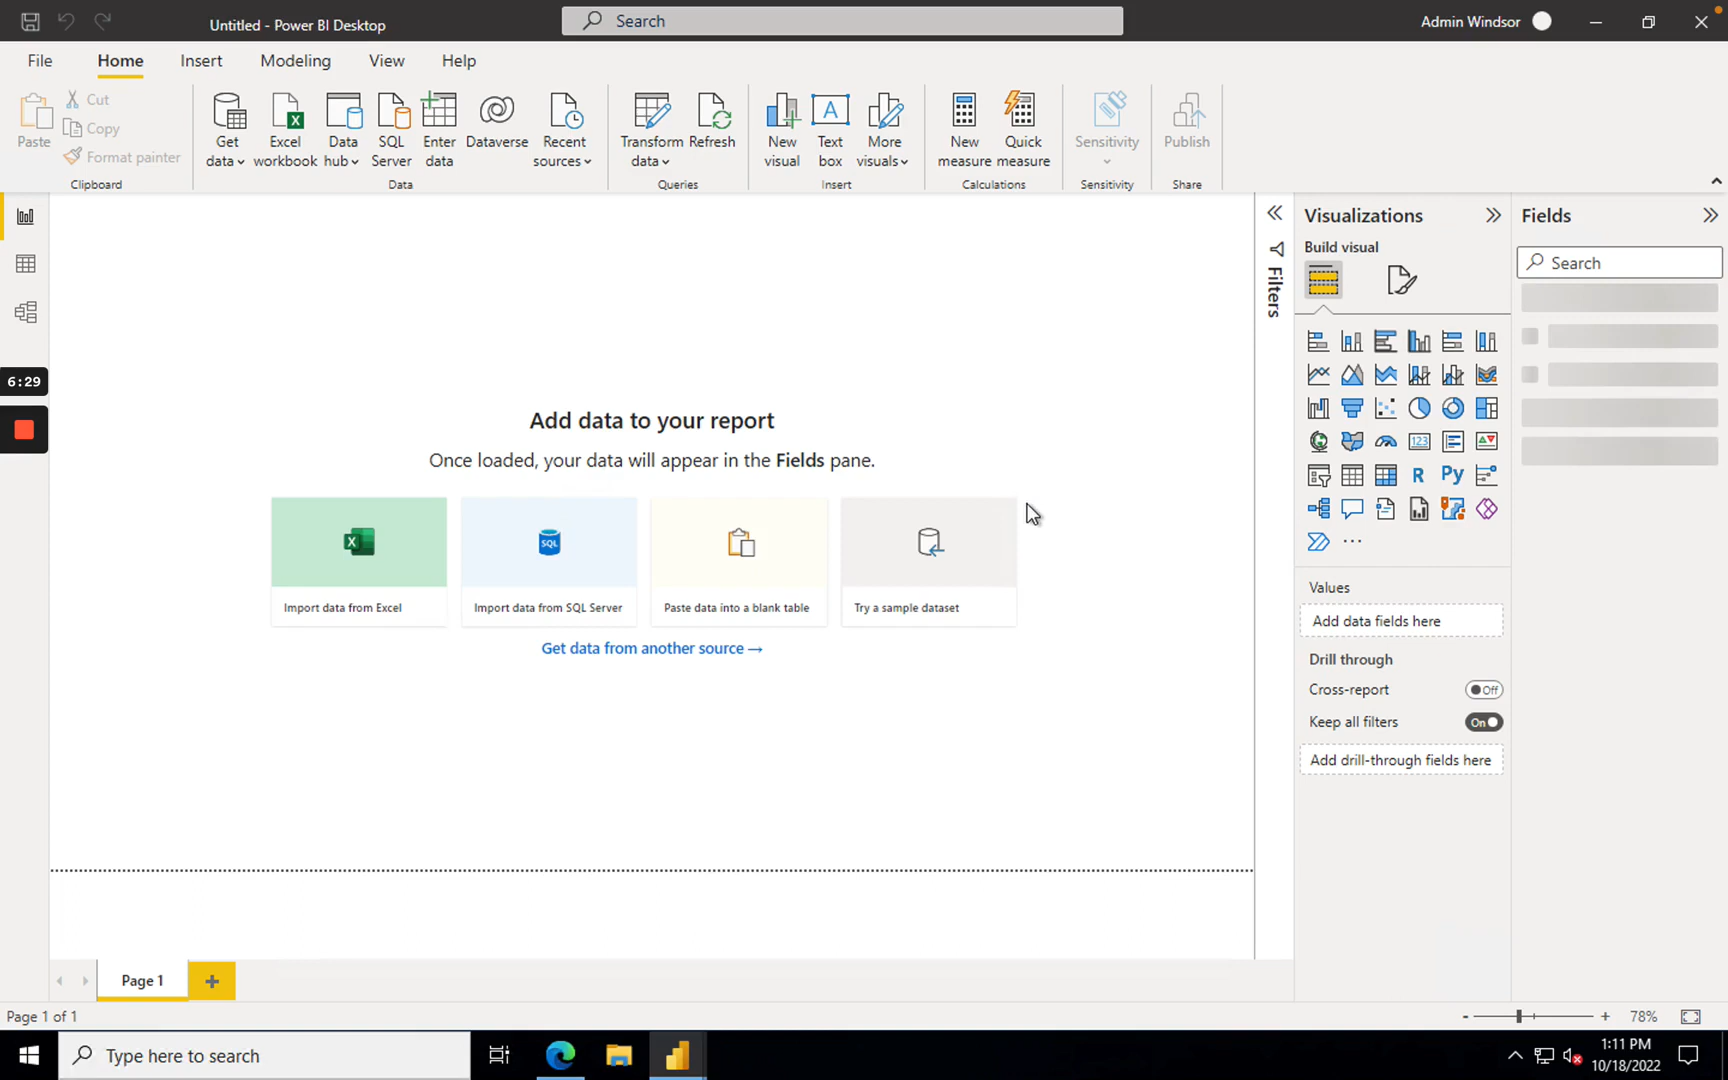 Untitled - Power BI Desktop
Search
Admin Windsor
File
Home
Insert
Modeling
View
Help
Paste
Cut
Copy
Format painter
Clipboard
Get data
Excel workbook
Data hub
SQL Server
Enter data
Dataverse
Recent sources
Data
Transform data
Refresh
Queries
New visual
A
Text box
More visuals
Insert
New measure
Quick measure
Calculations
Sensitivity
Sensitivity
Publish
Share
6:29
Add data to your report
Once loaded, your data will appear in the Fields pane.
SQL
Import data from Excel
Import data from SQL Server
Paste data into a blank table
Try a sample dataset
Get data from another source →
Filters
Visualizations
Build visual
123
R
Py
Values
Add data fields here
Drill through
Cross-report
Off
Keep all filters
On
Add drill-through fields here
Fields
Search
Page 1
Page 1 of 1
- + 78%
Type here to search
1:11 PM
10/18/2022